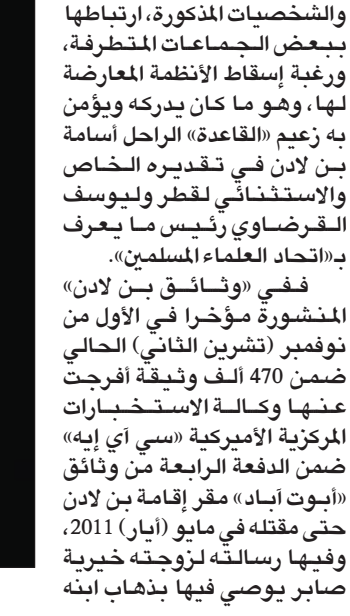 والشخصيات المذكورة، ارتباطها
ببعض الجماعات المتطرفة،
ورغبة إسقاط الأنظمة المعارضة
لها، وهو ما كان يدركه ويؤمن
به زعيم «القاعدة» الراحل أسامة
بن لادن في تقديره الخاص
والاستثنائي لقطر وليوسف
القرضاوي رئيس ما يعرف
بـ«اتحاد العلماء المسلمين».
ففي «وثائق بن لادن»
المنشورة مؤخرا في الأول من
نوفمبر (تشرين الثاني) الحالي
ضمن 470 ألف وثيقة أفرجت
عنها وكالة الاستخبارات
المركزية الأميركية «سي آي إيه»
ضمن الدفعة الرابعة من وثائق
«أبوت آباد» مقر إقامة بن لادن
حتى مقتله في مايو (أيار) 2011،
وفيها رسالته لزوجته خيرية
صابر يوصي فيها بذهاب ابنه